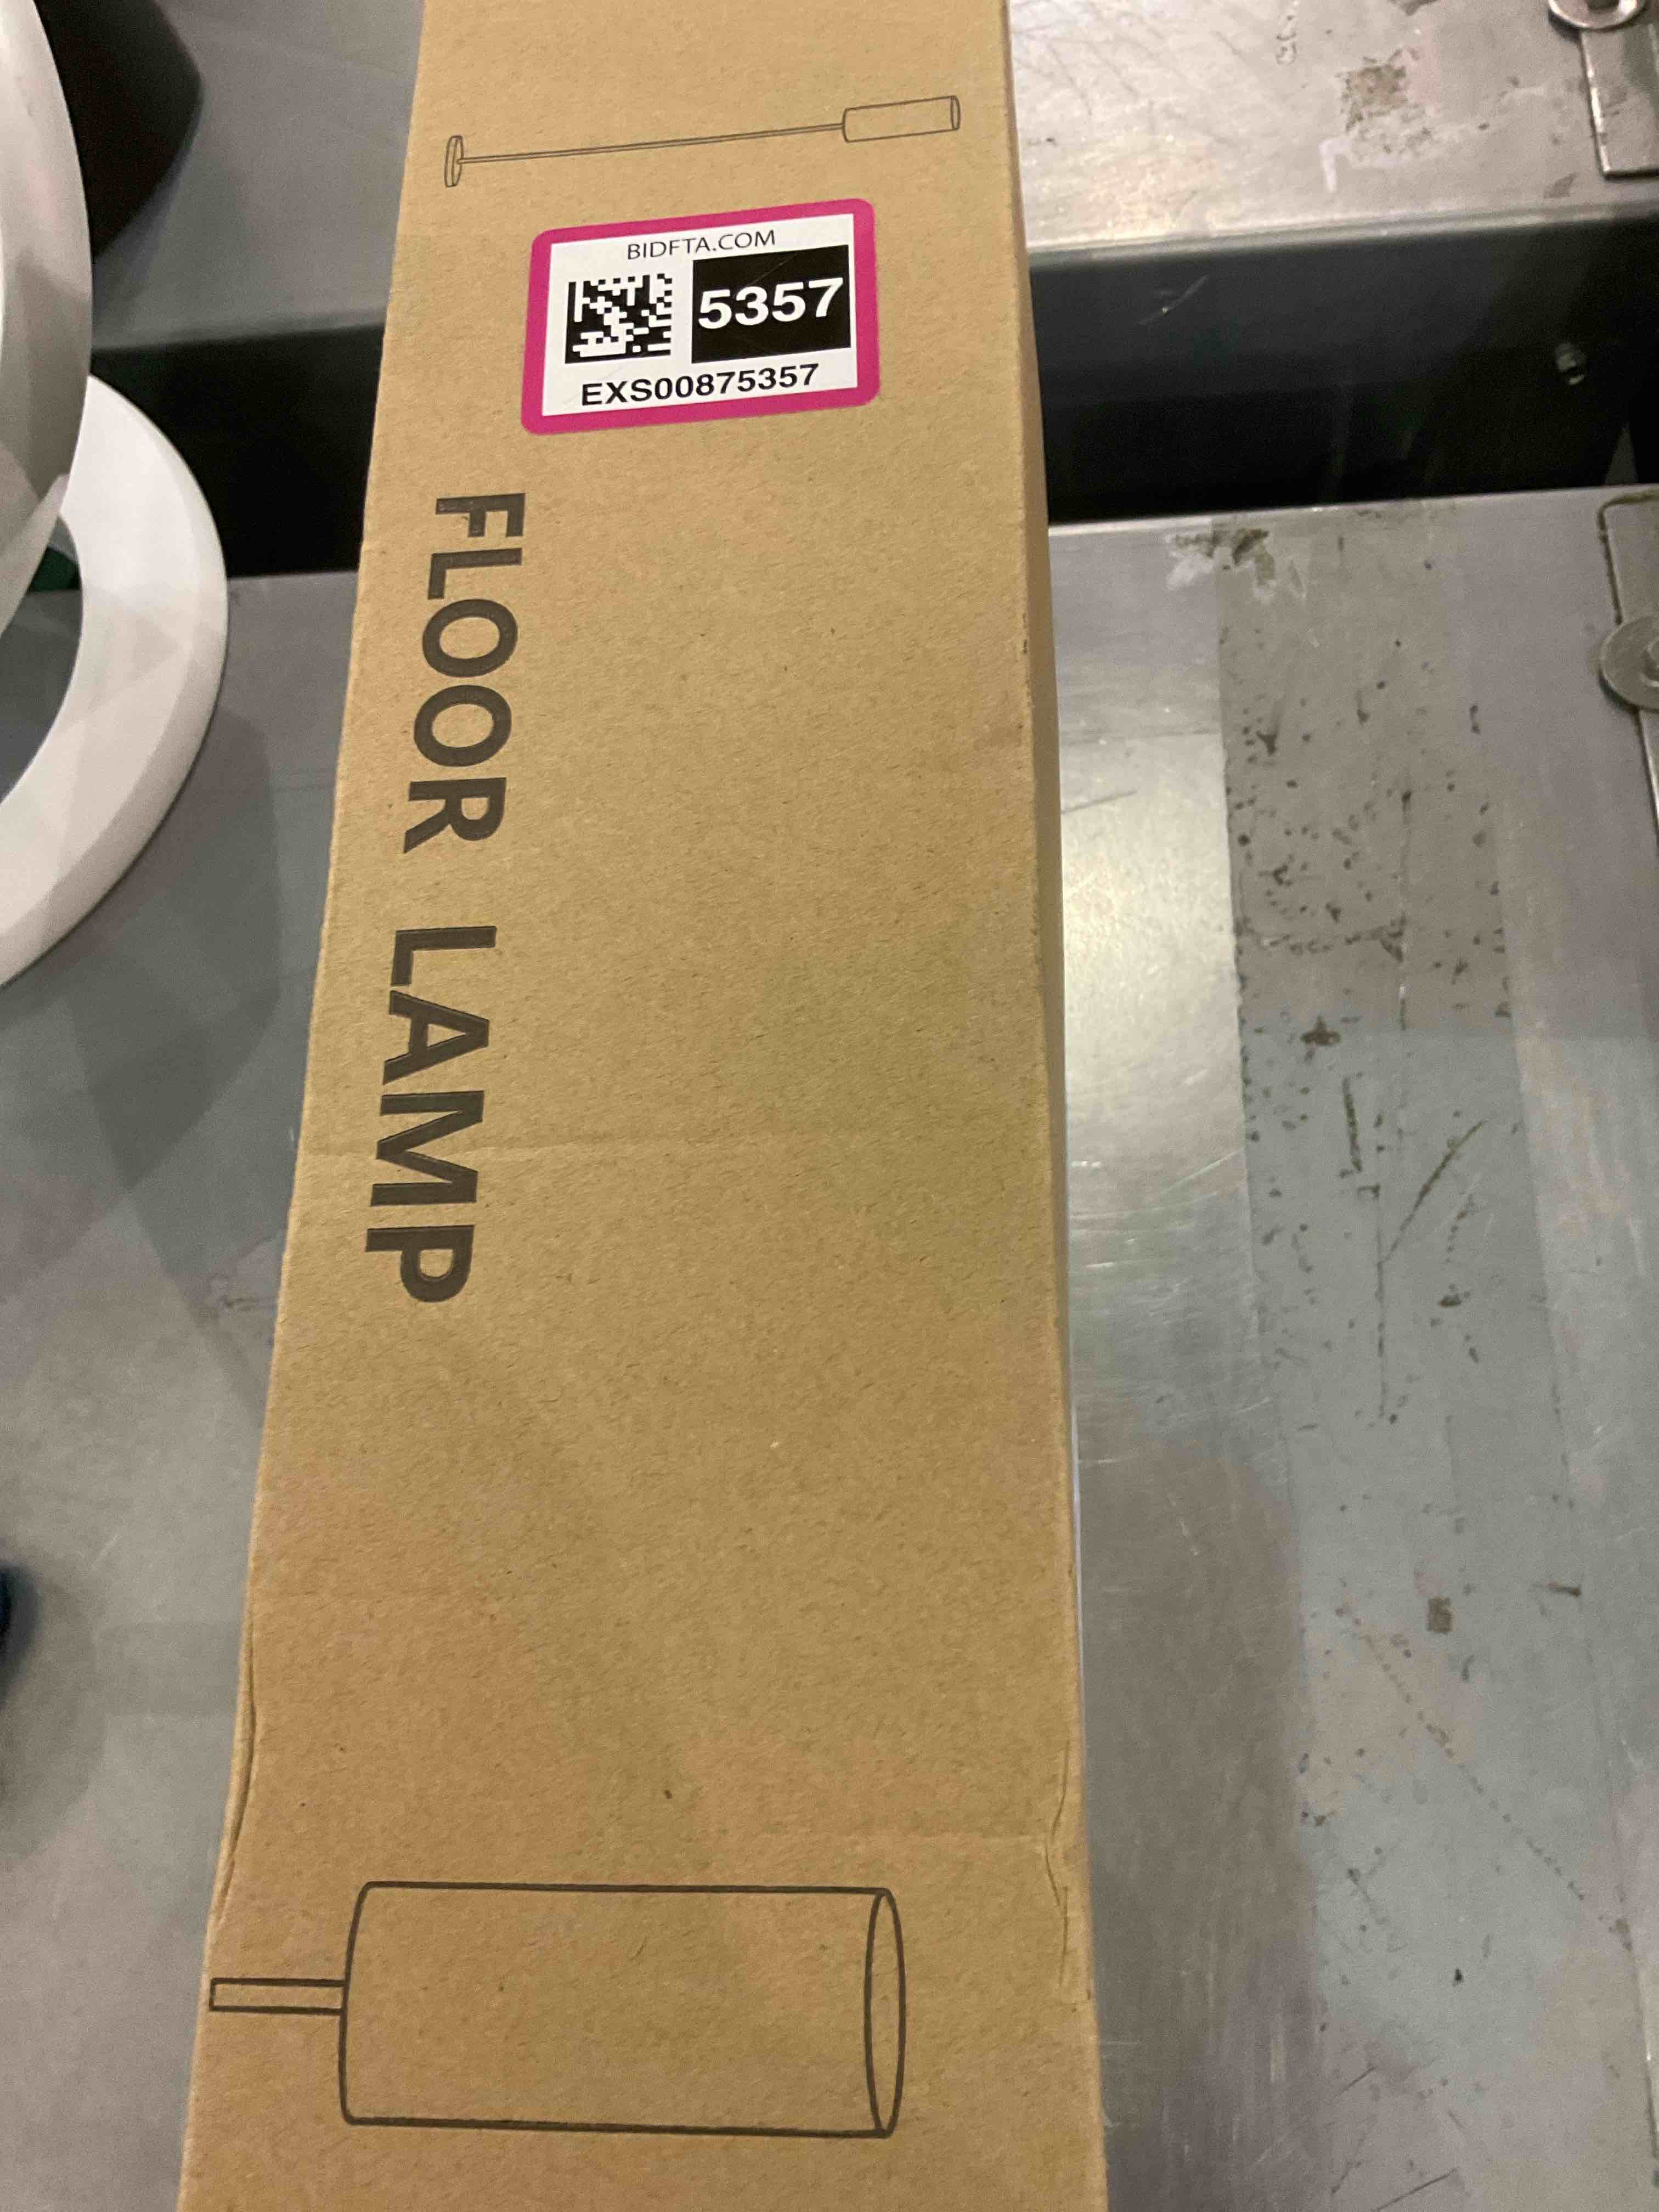 BIDFTA.COM
5357
EXS00875357
FLOOR LAMP